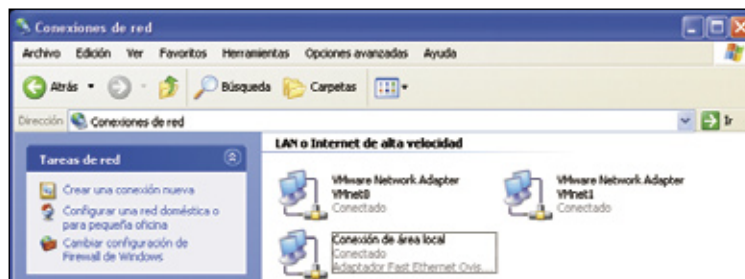 Conexiones de red
Archivo Edición Ver Favoritos Herramientas Opciones avanzadas Ayuda
Atrás Búsqueda Carpetas
Dirección Conexiones de red Ir
Tareas de red
Crear una conexión nueva
Configurar una red doméstica o
para pequeña oficina
Cambiar configuración de
Firewall de Windows
LAN o Internet de alta velocidad
VMware Network Adapter
VMnet8
Conectado
VMware Network Adapter
VMnet1
Conectado
Conexión de área local
Conectado
Adaptador Fast Ethernet Ovis...